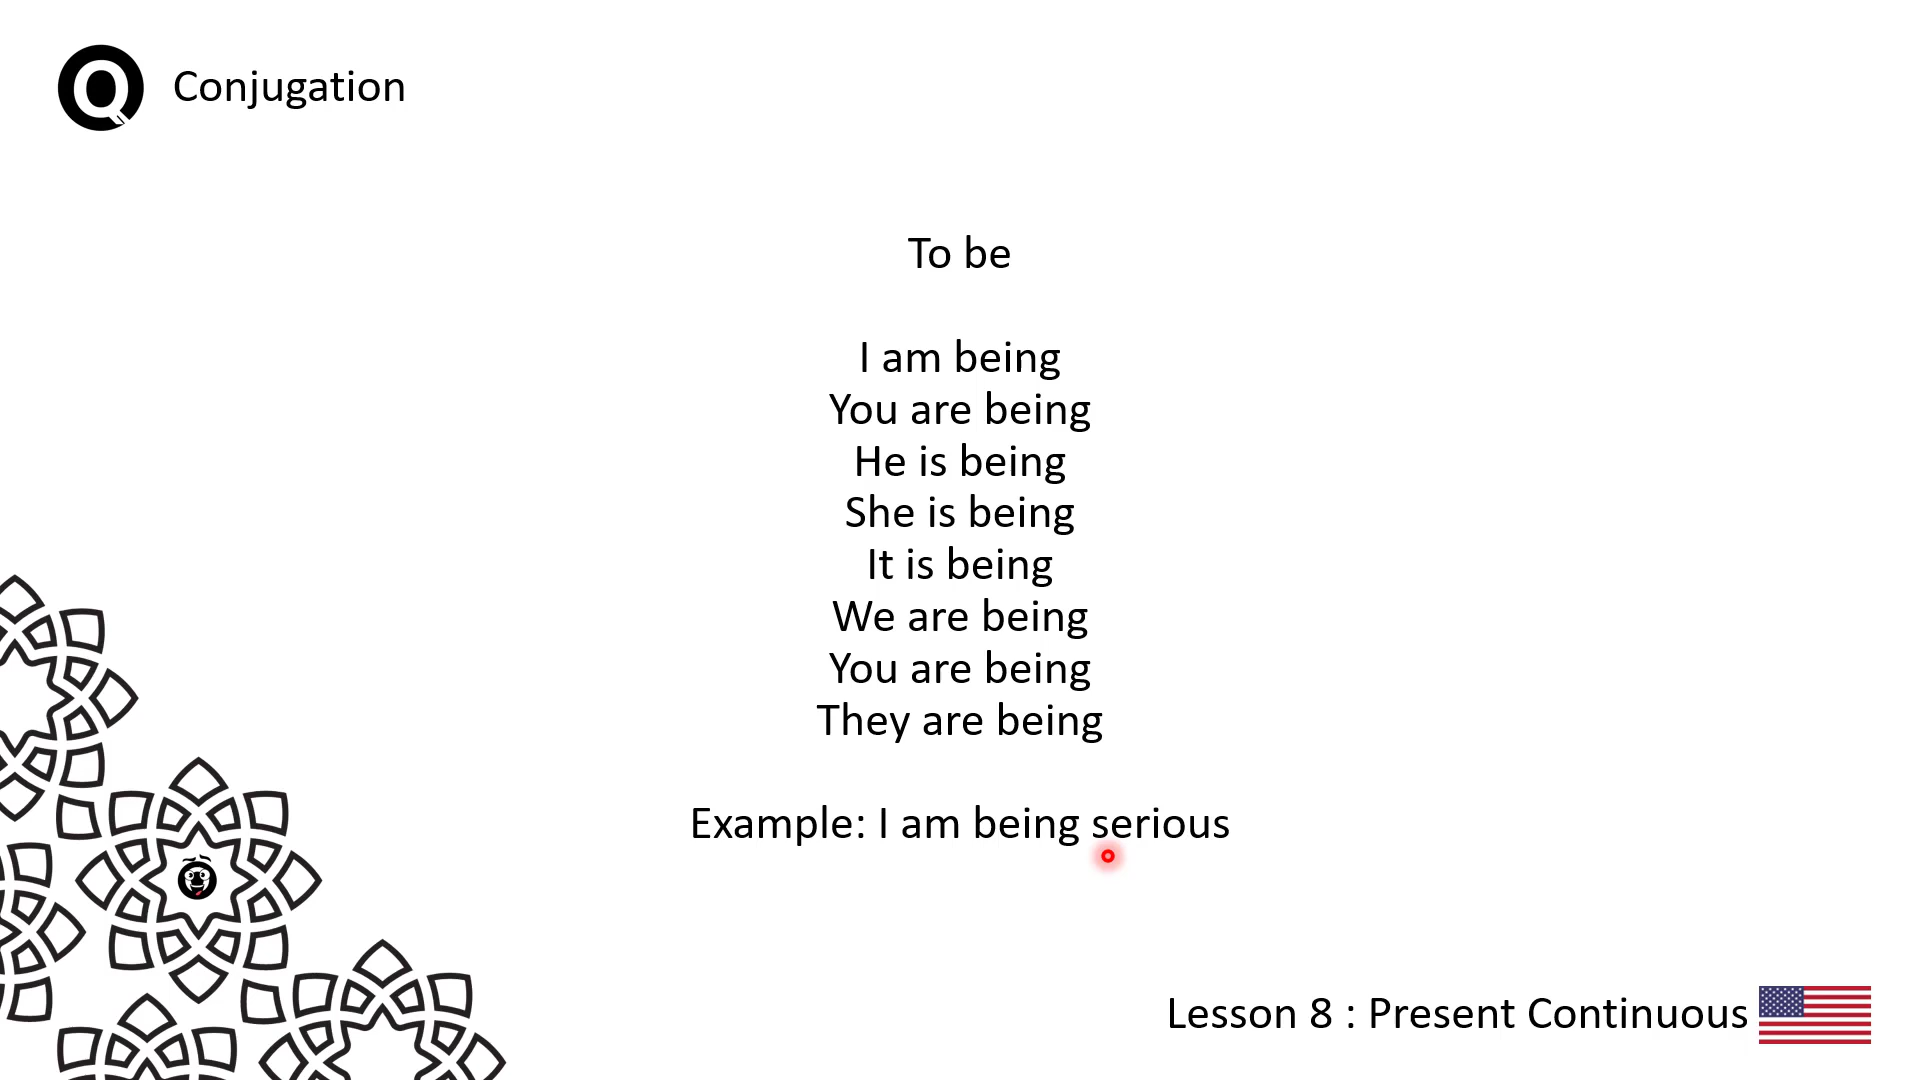 Q Conjugation
To be
I am being
You are being
He is being
She is being
It is being
We are being
You are being
They are being
Example: I am being serious
Lesson 8 : Present Continuous